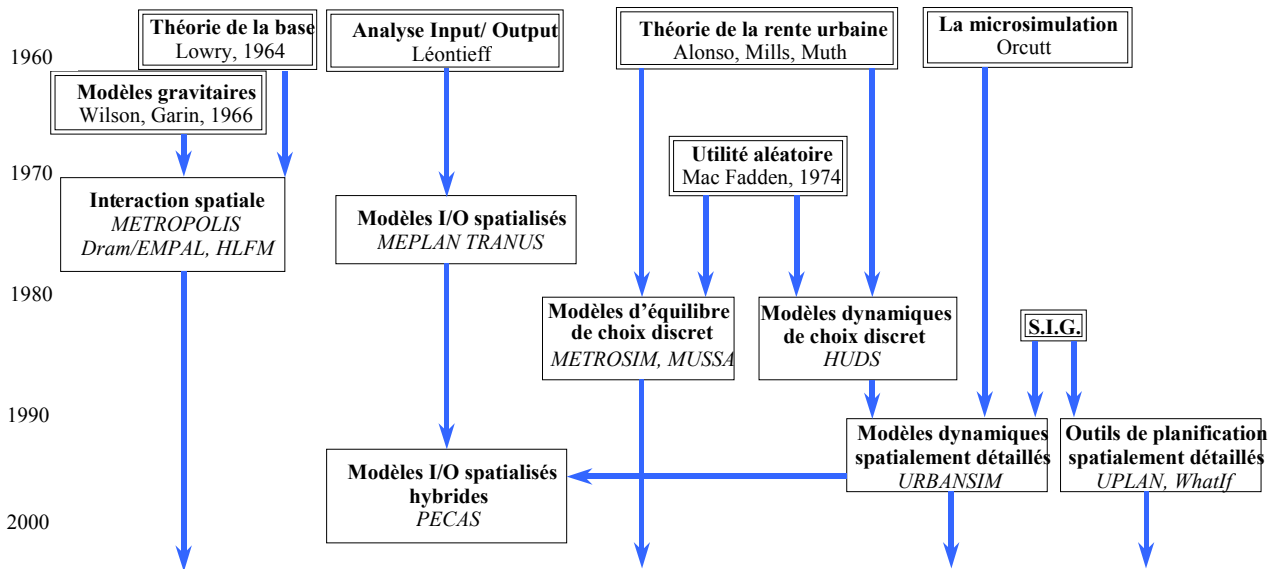 1960
Théorie de la base
Lowry, 1964
Analyse Input/ Output
Léontieff
Théorie de la rente urbaine
Alonso, Mills, Muth
La microsimulation
Orcutt
Modèles gravitaires
Wilson, Garin, 1966
1970
Utilité aléatoire
Mac Fadden, 1974
Interaction spatiale
METROPOLIS
Dram/EMPAL, HLFM
Modèles I/O spatialisés
MEPLAN TRANUS
1980
Modèles d'équilibre
de choix discret
METROSIM, MUSSA
Modèles dynamiques
de choix discret
HUDS
S.I.G.
1990
Modèles dynamiques
spatialement détaillés
URBANSIM
Outils de planification
spatialement détaillés
UPLAN, WhatIf
Modèles I/O spatialisés
hybrides
PECAS
2000